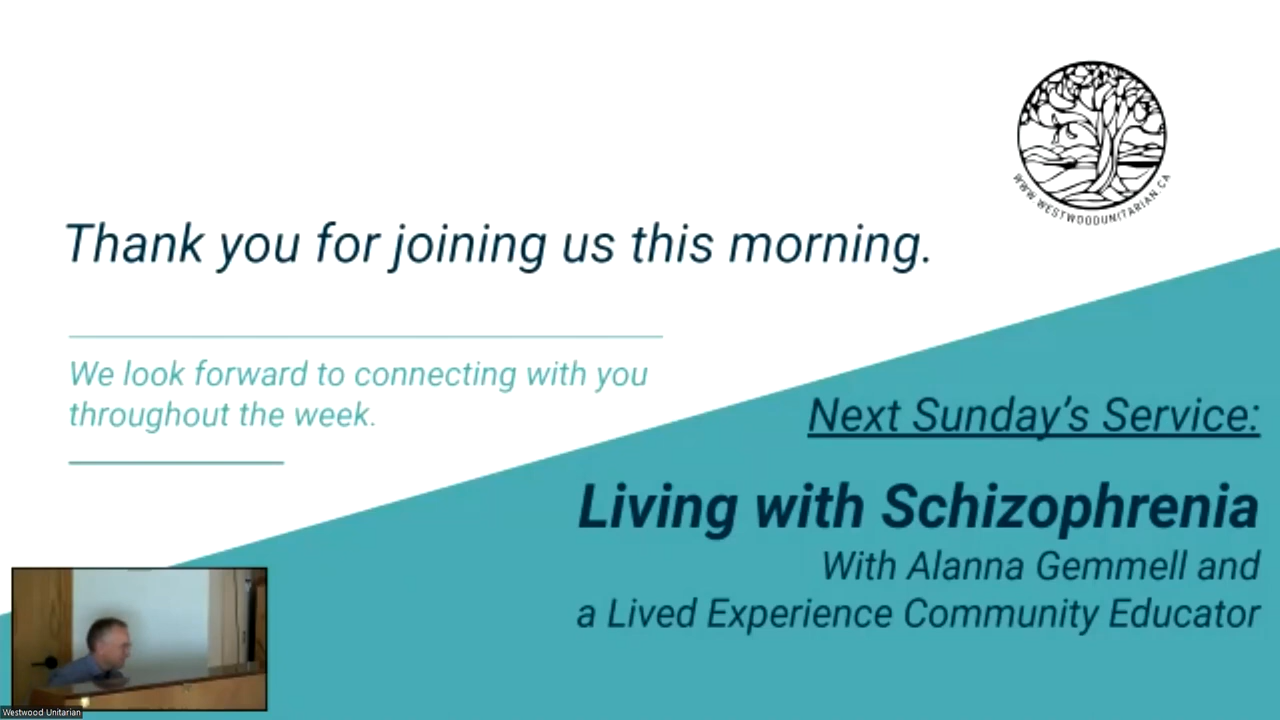 WWW.WESTWOODUNITARIAN.CA
Thank you for joining us this morning.
We look forward to connecting with you
throughout the week.
Next Sunday’s Service:
Living with Schizophrenia
With Alanna Gemmell and
a Lived Experience Community Educator
Westwood Unitarian